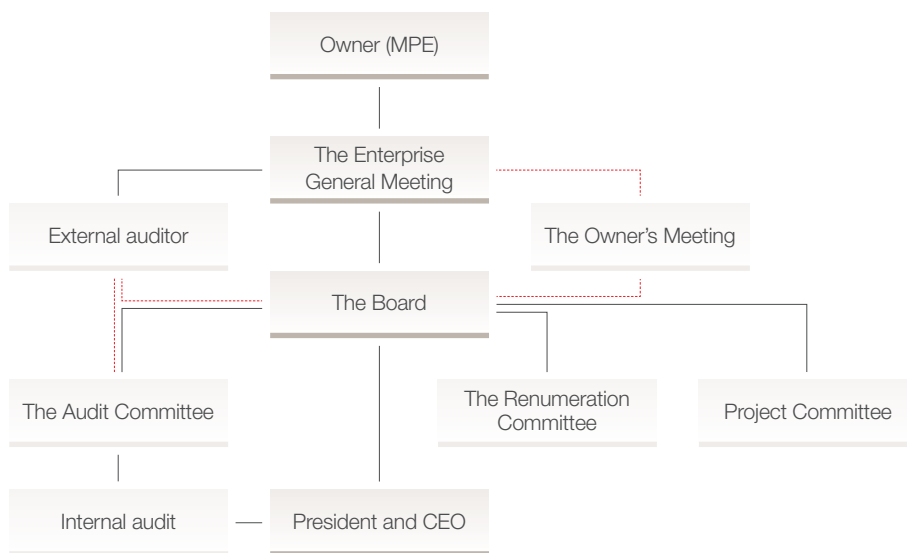 Owner (MPE)
The Enterprise
General Meeting
External auditor
The Owner's Meeting
The Board
The Audit Committee
The Renumeration
Committee
Project Committee
Internal audit
President and CEO